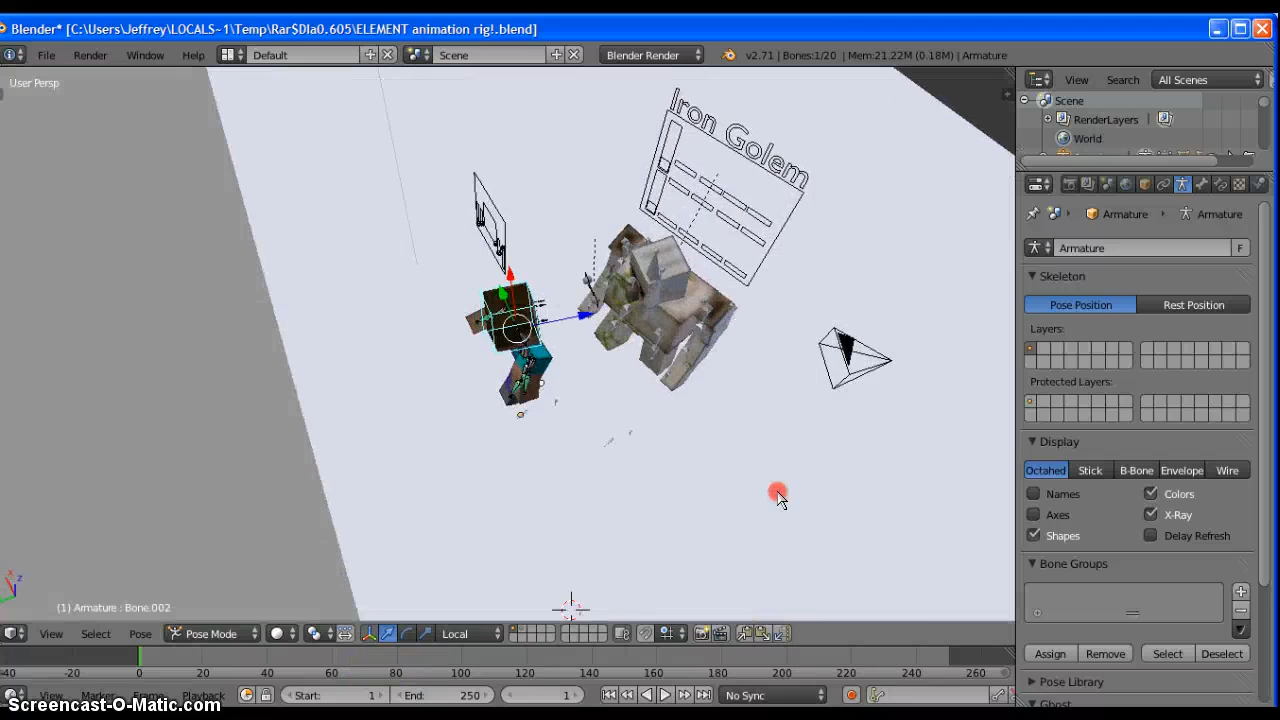 Blender* [C:\Users\Jeffrey\LOCALS~1\Temp\Rar$DIa0.605\ELEMENT animation rig!.blend]
File Render Window Help Default Scene Blender Render v2.71 | Bones:1/20 | Mem:21.22M (0.18M) | Armature
View Search All Scenes
User Persp
Scene
RenderLayers
World
Iron Golem
Armature Armature
Armature F
Skeleton
Pose Position Rest Position
Layers:
Protected Layers:
Display
Octahed Stick B-Bone Envelope Wire
Names Colors
Axes X-Ray
Shapes Delay Refresh
Bone Groups
x z
(1) Armature : Bone.002
View Select Pose Pose Mode Local
Assign Remove Select Deselect
-40 -20 0 20 40 60 80 100 120 140 160 180 200 220 240 260
Pose Library
View Marker Frame Playback Start: 1 End: 250 1 No Sync
Ghost
Screencast-O-Matic.com